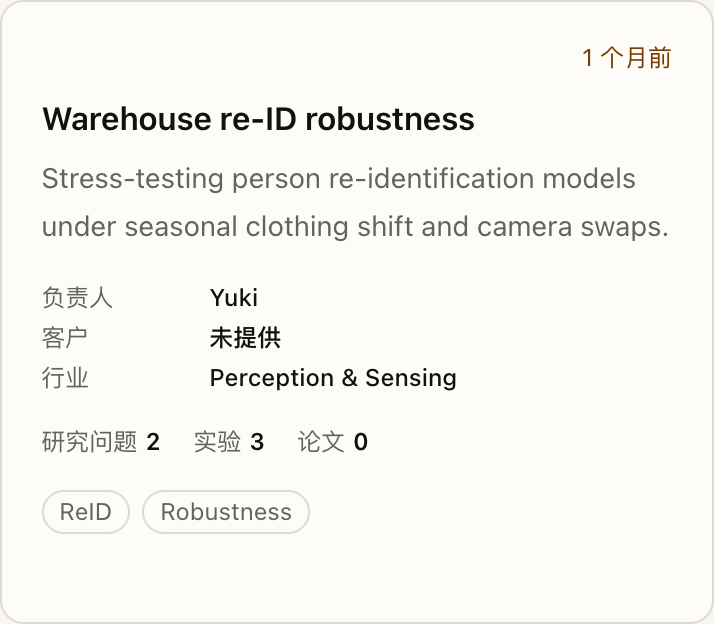 1 个月前
Warehouse re-ID robustness
Stress-testing person re-identification models
under seasonal clothing shift and camera swaps.
负责人 Yuki
客户 未提供
行业 Perception & Sensing
研究问题 2 实验 3 论文 0
ReID Robustness